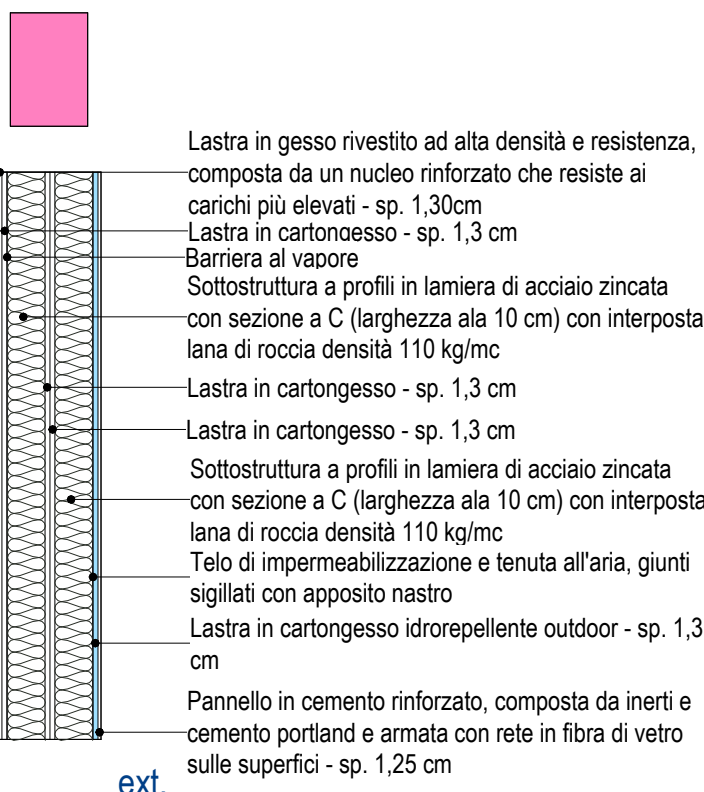 Lastra in gesso rivestito ad alta densità e resistenza,
composta da un nucleo rinforzato che resiste ai
carichi più elevati - sp. 1,30cm
Lastra in cartongesso - sp. 1,3 cm
Barriera al vapore
Sottostruttura a profili in lamiera di acciaio zincata
con sezione a C (larghezza ala 10 cm) con interposta
lana di roccia densità 110 kg/mc
Lastra in cartongesso - sp. 1,3 cm
Lastra in cartongesso - sp. 1,3 cm
Sottostruttura a profili in lamiera di acciaio zincata
con sezione a C (larghezza ala 10 cm) con interposta
lana di roccia densità 110 kg/mc
Telo di impermeabilizzazione e tenuta all'aria, giunti
sigillati con apposito nastro
Lastra in cartongesso idrorepellente outdoor - sp. 1,3
cm
Pannello in cemento rinforzato, composta da inerti e
cemento portland e armata con rete in fibra di vetro
sulle superfici - sp. 1,25 cm
ext.